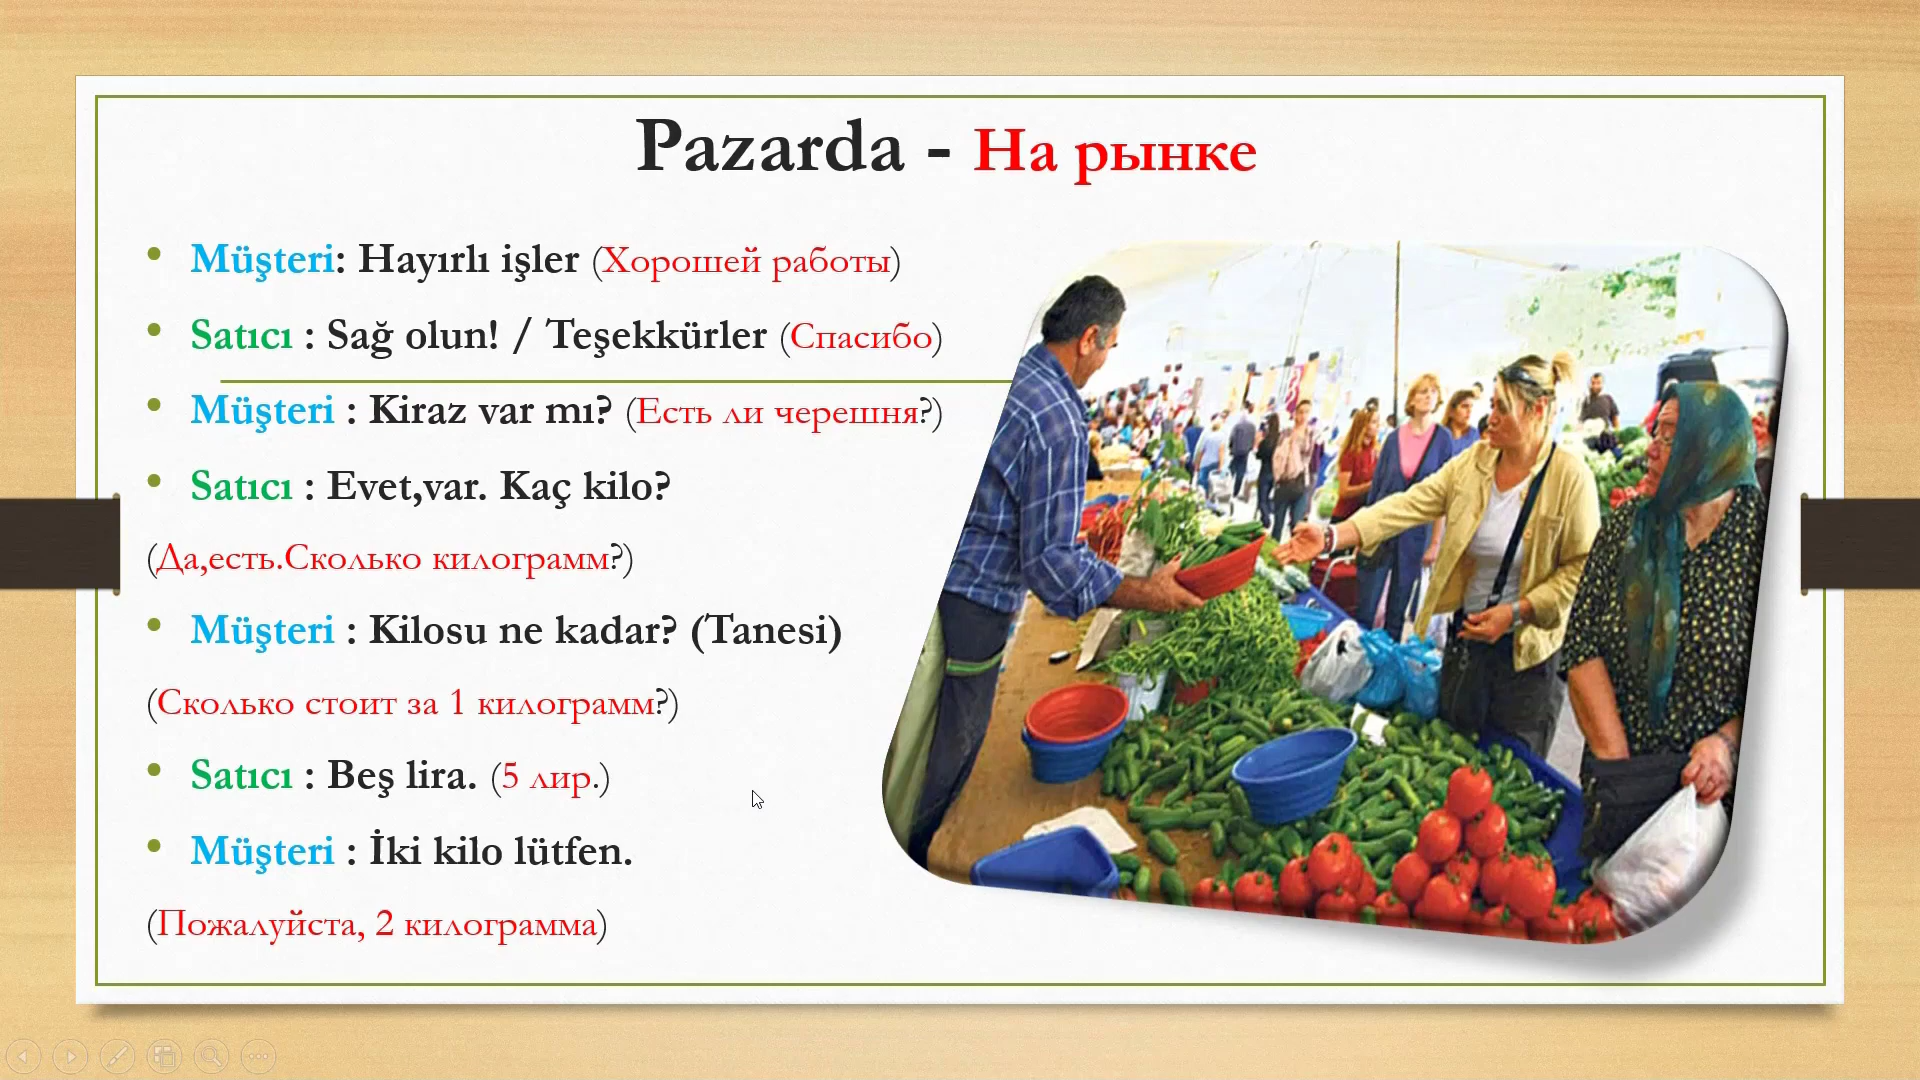 Pazarda - На рынке
• Müşteri: Hayırlı işler (Хорошей работы)
• Satıcı : Sağ olun! / Teşekkürler (Спасибо)
• Müşteri : Kiraz var mı? (Есть ли черешня?)
• Satıcı : Evet,var. Kaç kilo?
(Да,есть.Сколько килограмм?)
• Müşteri : Kilosu ne kadar? (Tanesi)
(Сколько стоит за 1 килограмм?)
• Satıcı : Beş lira. (5 лир.)
• Müşteri : İki kilo lütfen.
(Пожалуйста, 2 килограмма)